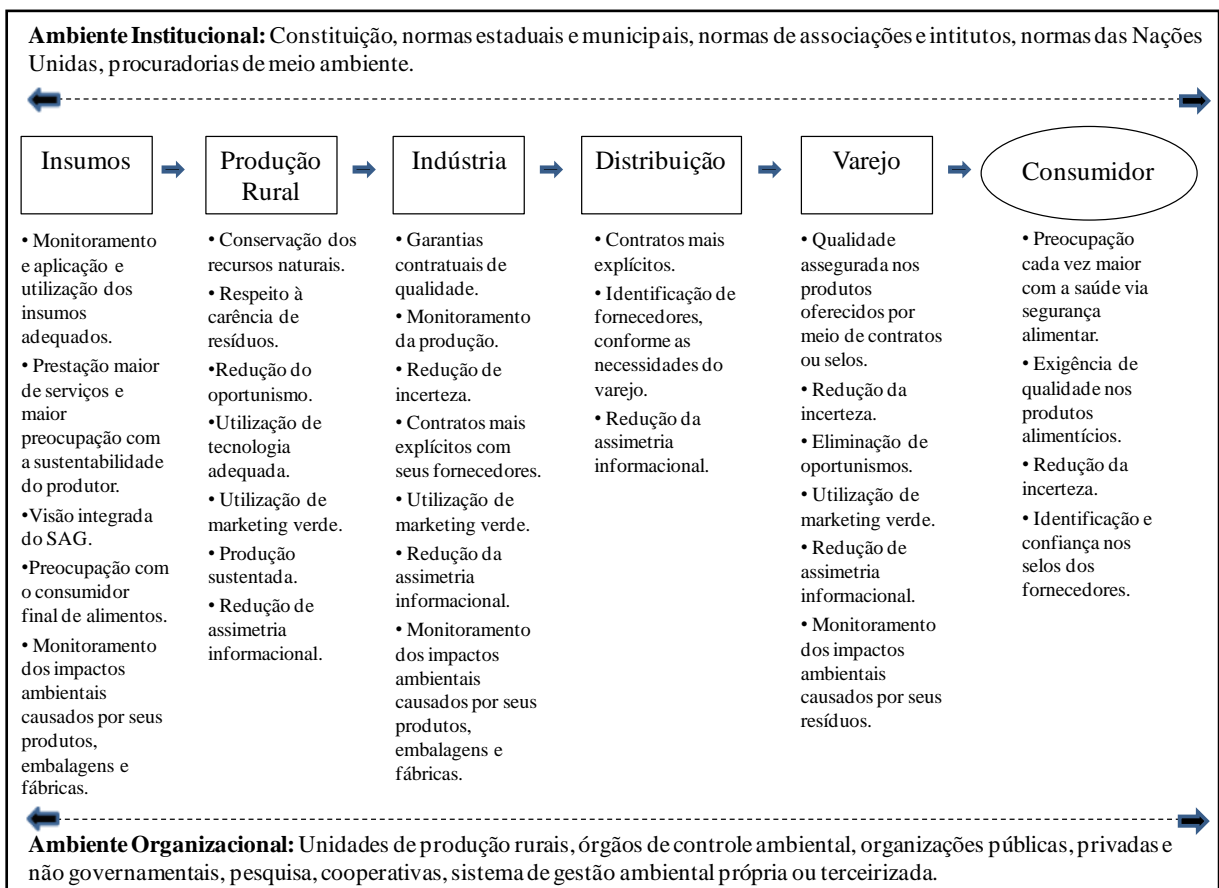 Ambiente Institucional: Constituição, normas estaduais e municipais, normas de associações e intitutos, normas das Nações
Unidas, procuradorias de meio ambiente.
Insumos
Produção
Rural
Indústria
Distribuição
Varejo
Consumidor
• Monitoramento
e aplicação e
utilização dos
insumos
adequados.
• Prestação maior
de serviços e
maior
preocupação com
a sustentabilidade
do produtor.
•Visão integrada
do SAG.
•Preocupação com
o consumidor
final de alimentos.
• Monitoramento
dos impactos
ambientais
causados por seus
produtos,
embalagens e
fábricas.
• Conservação dos
recursos naturais.
• Respeito à
carência de
resíduos.
•Redução do
oportunismo.
•Utilização de
tecnologia
adequada.
• Utilização de
marketing verde.
• Produção
sustentada.
• Redução de
assimetria
informacional.
• Garantias
contratuais de
qualidade.
• Monitoramento
da produção.
• Redução de
incerteza.
• Contratos mais
explícitos com
seus fornecedores.
• Utilização de
marketing verde.
• Redução da
assimetria
informacional.
• Monitoramento
dos impactos
ambientais
causados por seus
produtos,
embalagens e
fábricas.
• Contratos mais
explícitos.
• Identificação de
fornecedores,
conforme as
necessidades do
varejo.
• Redução da
assimetria
informacional.
• Qualidade
assegurada nos
produtos
oferecidos por
meio de contratos
ou selos.
• Redução da
incerteza.
• Eliminação de
oportunismos.
• Utilização de
marketing verde.
• Redução de
assimetria
informacional.
• Monitoramento
dos impactos
ambientais
causados por seus
resíduos.
• Preocupação
cada vez maior
com a saúde via
segurança
alimentar.
• Exigência de
qualidade nos
produtos
alimentícios.
• Redução da
incerteza.
• Identificação e
confiança nos
selos dos
fornecedores.
Ambiente Organizacional: Unidades de produção rurais, órgãos de controle ambiental, organizações públicas, privadas e
não governamentais, pesquisa, cooperativas, sistema de gestão ambiental própria ou terceirizada.